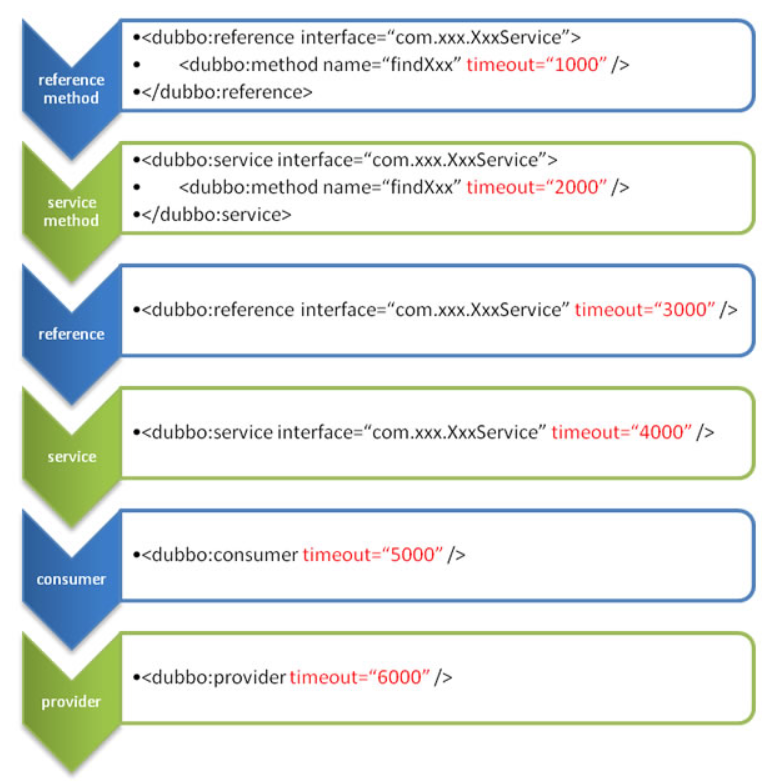 reference
method
•<dubbo:reference interface=“com.xxx.XxxService”>
• <dubbo:method name=“findXxx” timeout=“1000” />
•</dubbo:reference>
service
method
•<dubbo:service interface=“com.xxx.XxxService”>
• <dubbo:method name=“findXxx” timeout=“2000” />
•</dubbo:service>
reference
•<dubbo:reference interface=“com.xxx.XxxService” timeout=“3000” />
service
•<dubbo:service interface=“com.xxx.XxxService” timeout=“4000” />
consumer
•<dubbo:consumer timeout=“5000” />
provider
•<dubbo:provider timeout=“6000” />